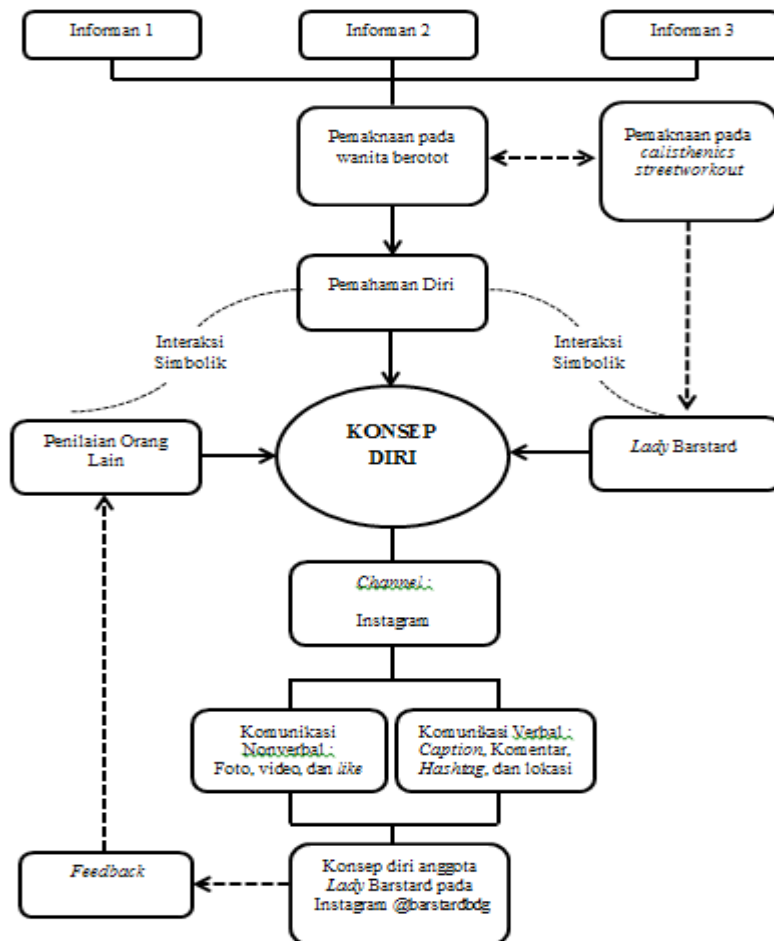 Informan 1
Informan 2
Informan 3
Pemaknaan pada
wanita berotot
Pemaknaan pada
calisthenics
streetworkout
Pemahaman Diri
Interaksi
Simbolik
Interaksi
Simbolik
Penilaian Orang
Lain
KONSEP
DIRI
Lady Barstard
Channel :
Instagram
Komunikasi
Nonverbal :
Foto, video, dan like
Komunikasi Verbal :
Caption, Komentar,
Hashtag, dan lokasi
Feedback
Konsep diri anggota
Lady Barstard pada
Instagram @barstardbdg